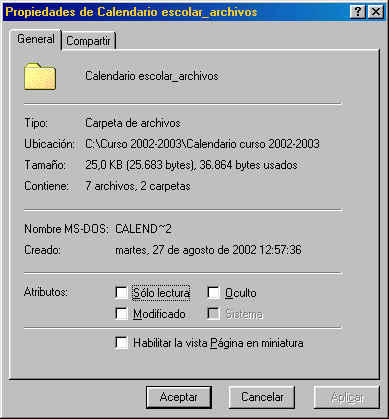 Propiedades de Calendario escolar_archivos
General Compartir
Calendario escolar_archivos
Tipo: Carpeta de archivos
Ubicación: C:\Curso 2002-2003\Calendario curso 2002-2003
Tamaño: 25,0 KB (25.683 bytes), 36.864 bytes usados
Contiene: 7 archivos, 2 carpetas
Nombre MS-DOS: CALEND~2
Creado: martes, 27 de agosto de 2002 12:57:36
Atributos: Sólo lectura Oculto
Modificado Sistema
Habilitar la vista Página en miniatura
Aceptar Cancelar Aplicar